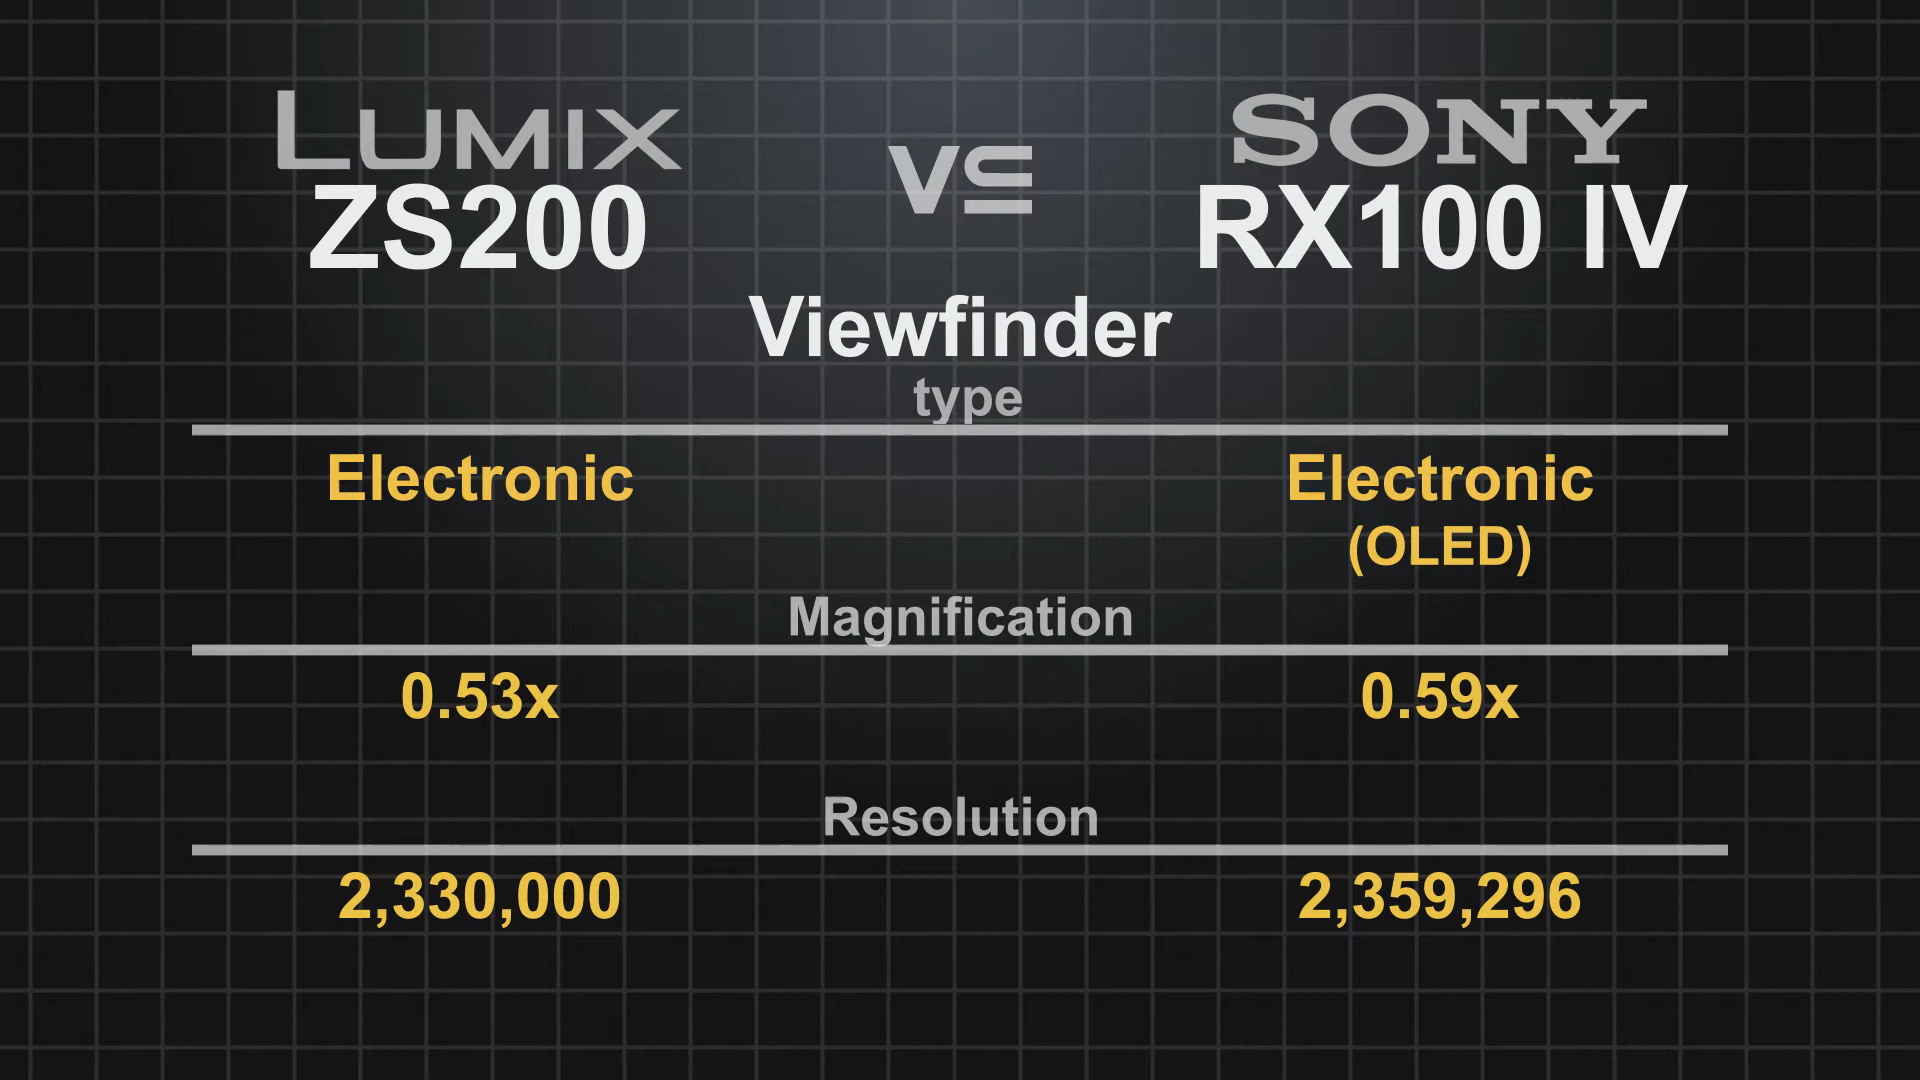 LUMIX
ZS200
VS
SONY
RX100 IV
Viewfinder
type
Electronic
Electronic
(OLED)
Magnification
0.53x
0.59x
Resolution
2,330,000
2,359,296